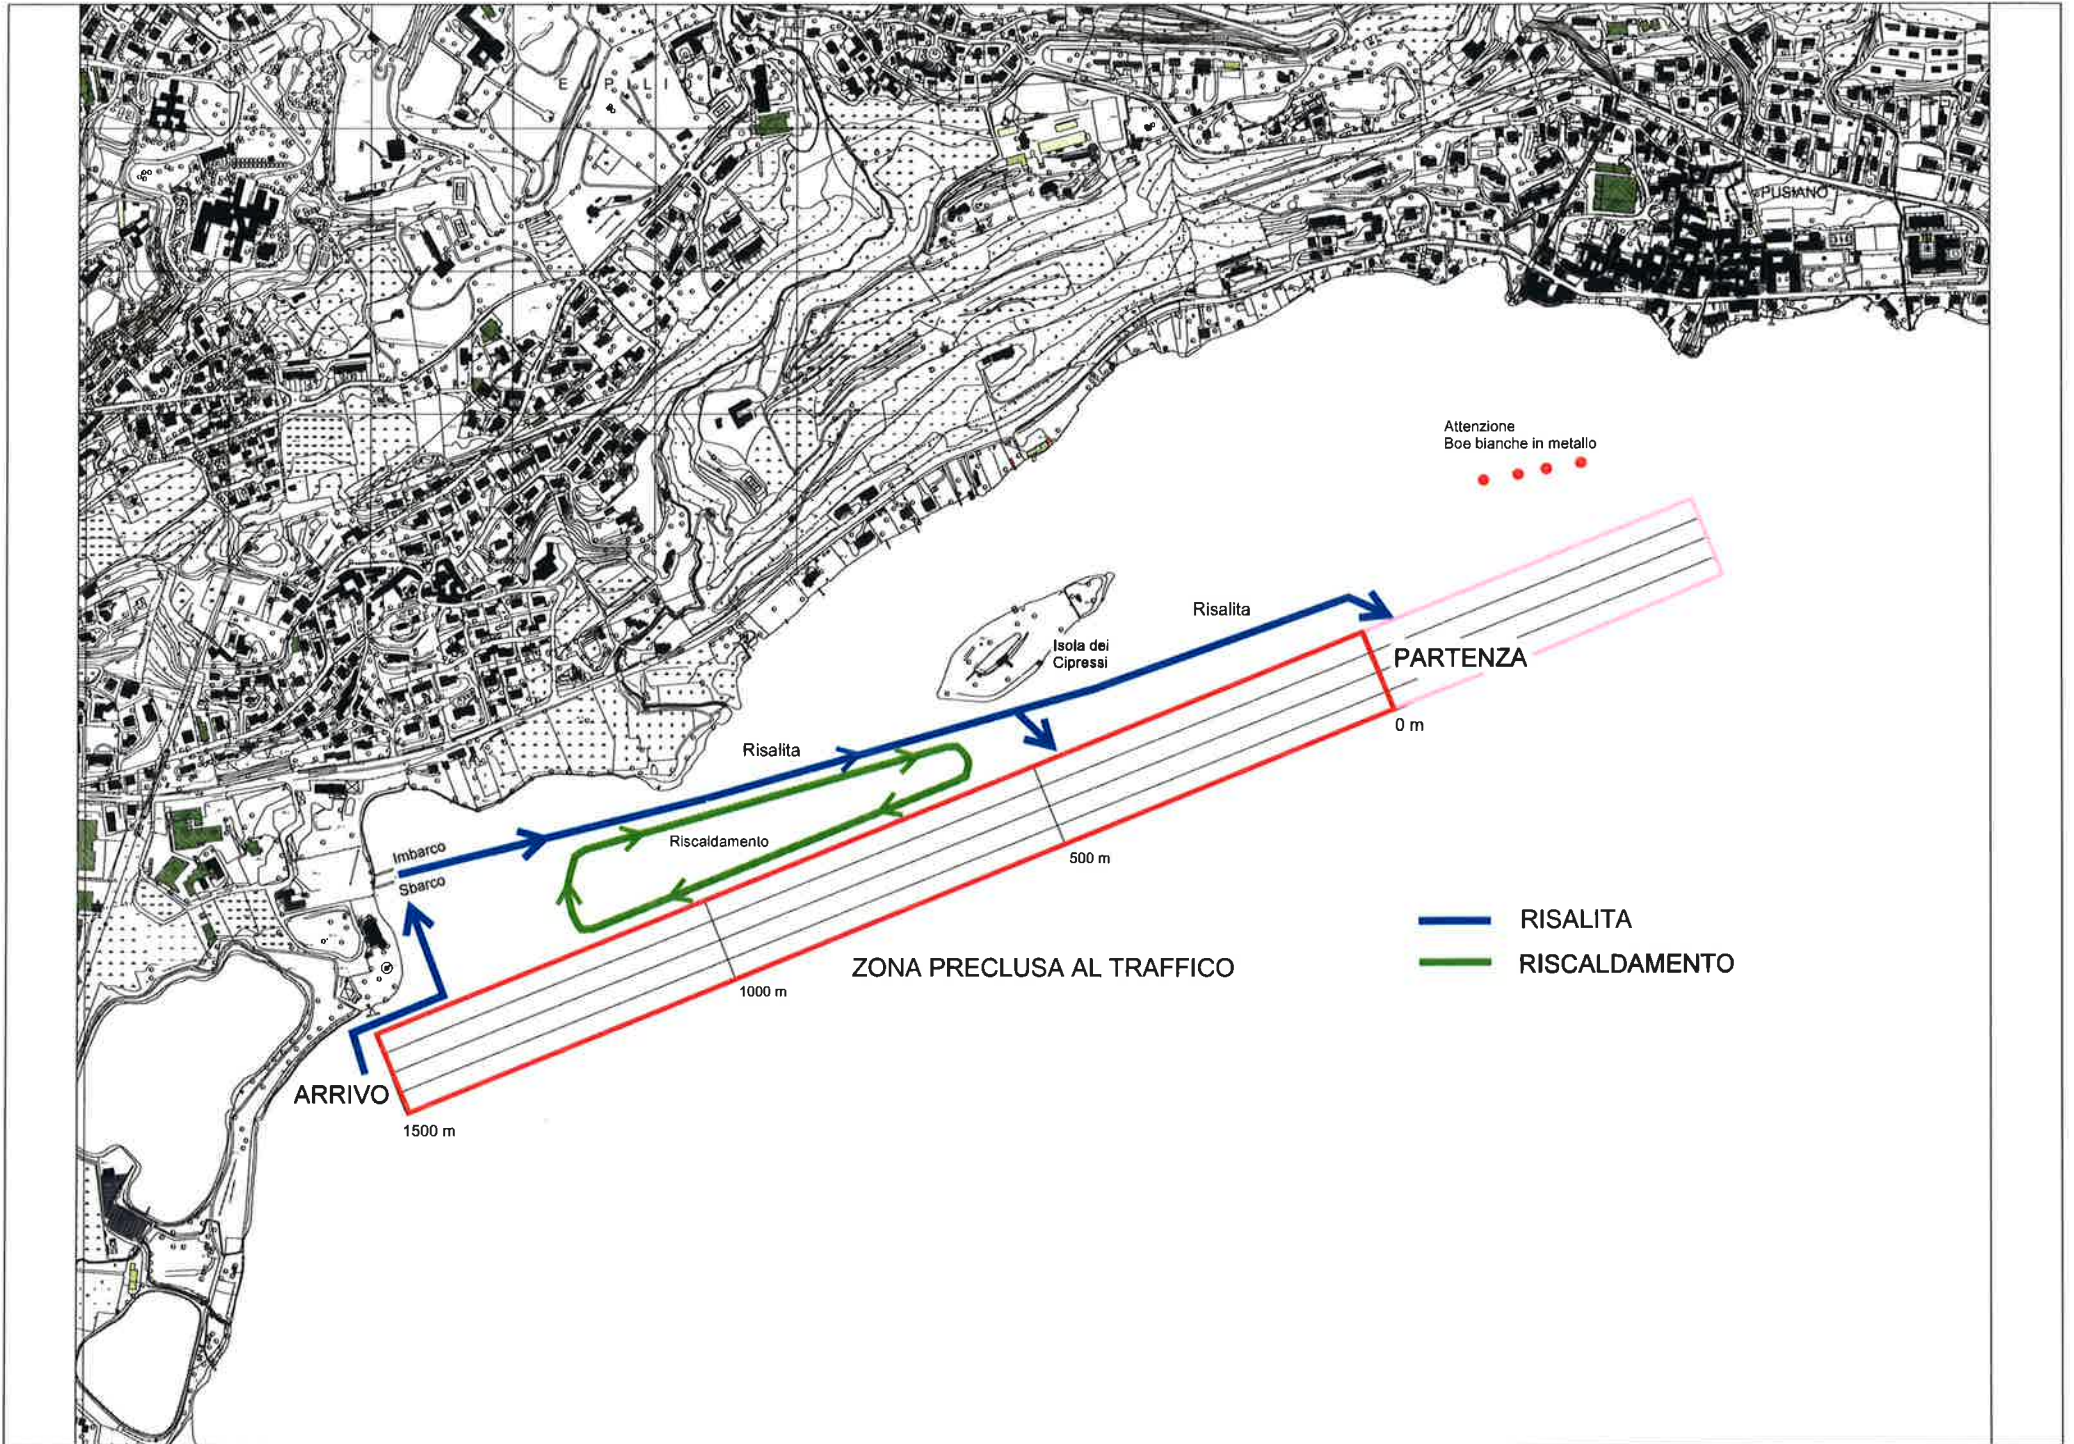 EUPILIO
PUSIANO
Attenzione
Boe bianche in metallo
Risalita
Isola dei
Cipressi
PARTENZA
0 m
Risalita
Riscaldamento
Imbarco
Sbarco
500 m
RISALITA
ZONA PRECLUSA AL TRAFFICO
RISCALDAMENTO
1000 m
ARRIVO
1500 m